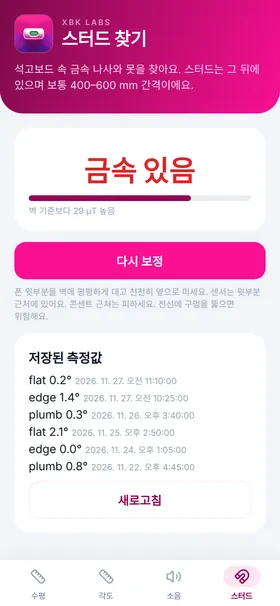 XBK LABS
스터드 찾기
석고보드 속 금속 나사와 못을 찾아요. 스터드는 그 뒤에
있으며 보통 400–600 mm 간격이에요.
금속 있음
벽 기준보다 29 µT 높음
다시 보정
폰 윗부분을 벽에 평평하게 대고 천천히 옆으로 미세요. 센서는 윗부분
근처에 있어요. 콘센트 근처는 피하세요. 전선에 구멍을 뚫으면
위험해요.
저장된 측정값
flat 0.2° 2026. 11. 27. 오전 11:10:00
edge 1.4° 2026. 11. 27. 오전 10:25:00
plumb 0.3° 2026. 11. 26. 오후 3:40:00
flat 2.1° 2026. 11. 25. 오후 2:50:00
edge 0.0° 2026. 11. 24. 오후 1:05:00
plumb 0.8° 2026. 11. 22. 오후 4:45:00
새로고침
수평 각도 소음 스터드